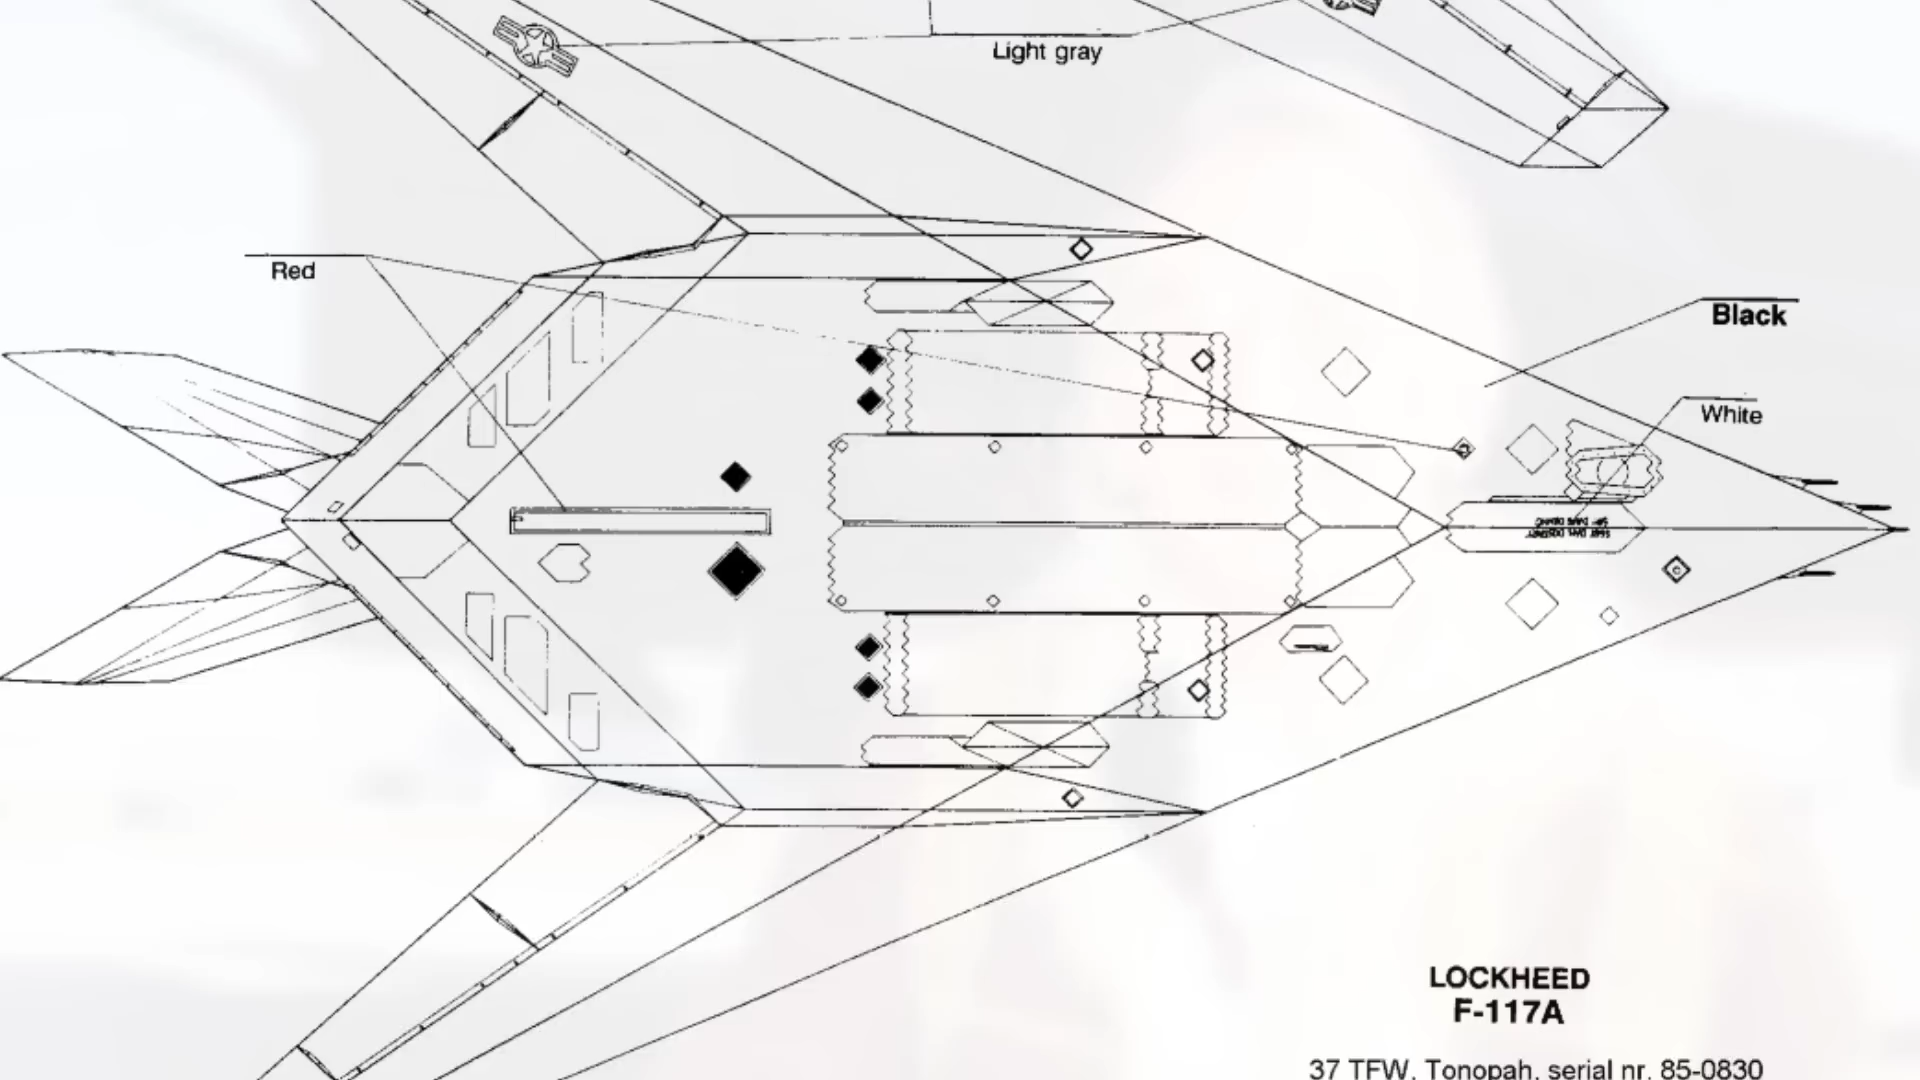 Light gray
Red
Black
White
LOCKHEED
F-117A
37 TFW, Tonopah, serial nr. 85-0830